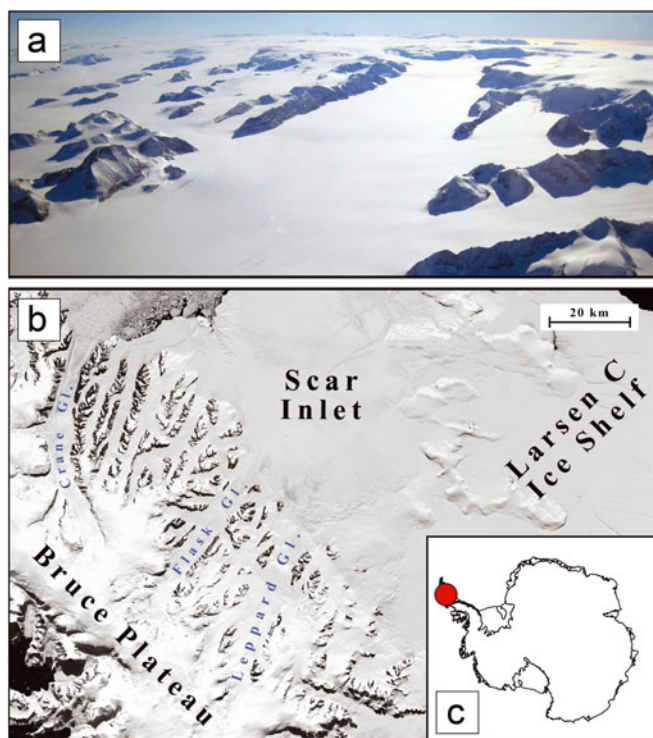 a
b
20 km
Scar
Inlet
Larsen C
Ice Shelf
Crane Gl.
Flask Gl.
Leppard Gl.
Bruce Plateau
c